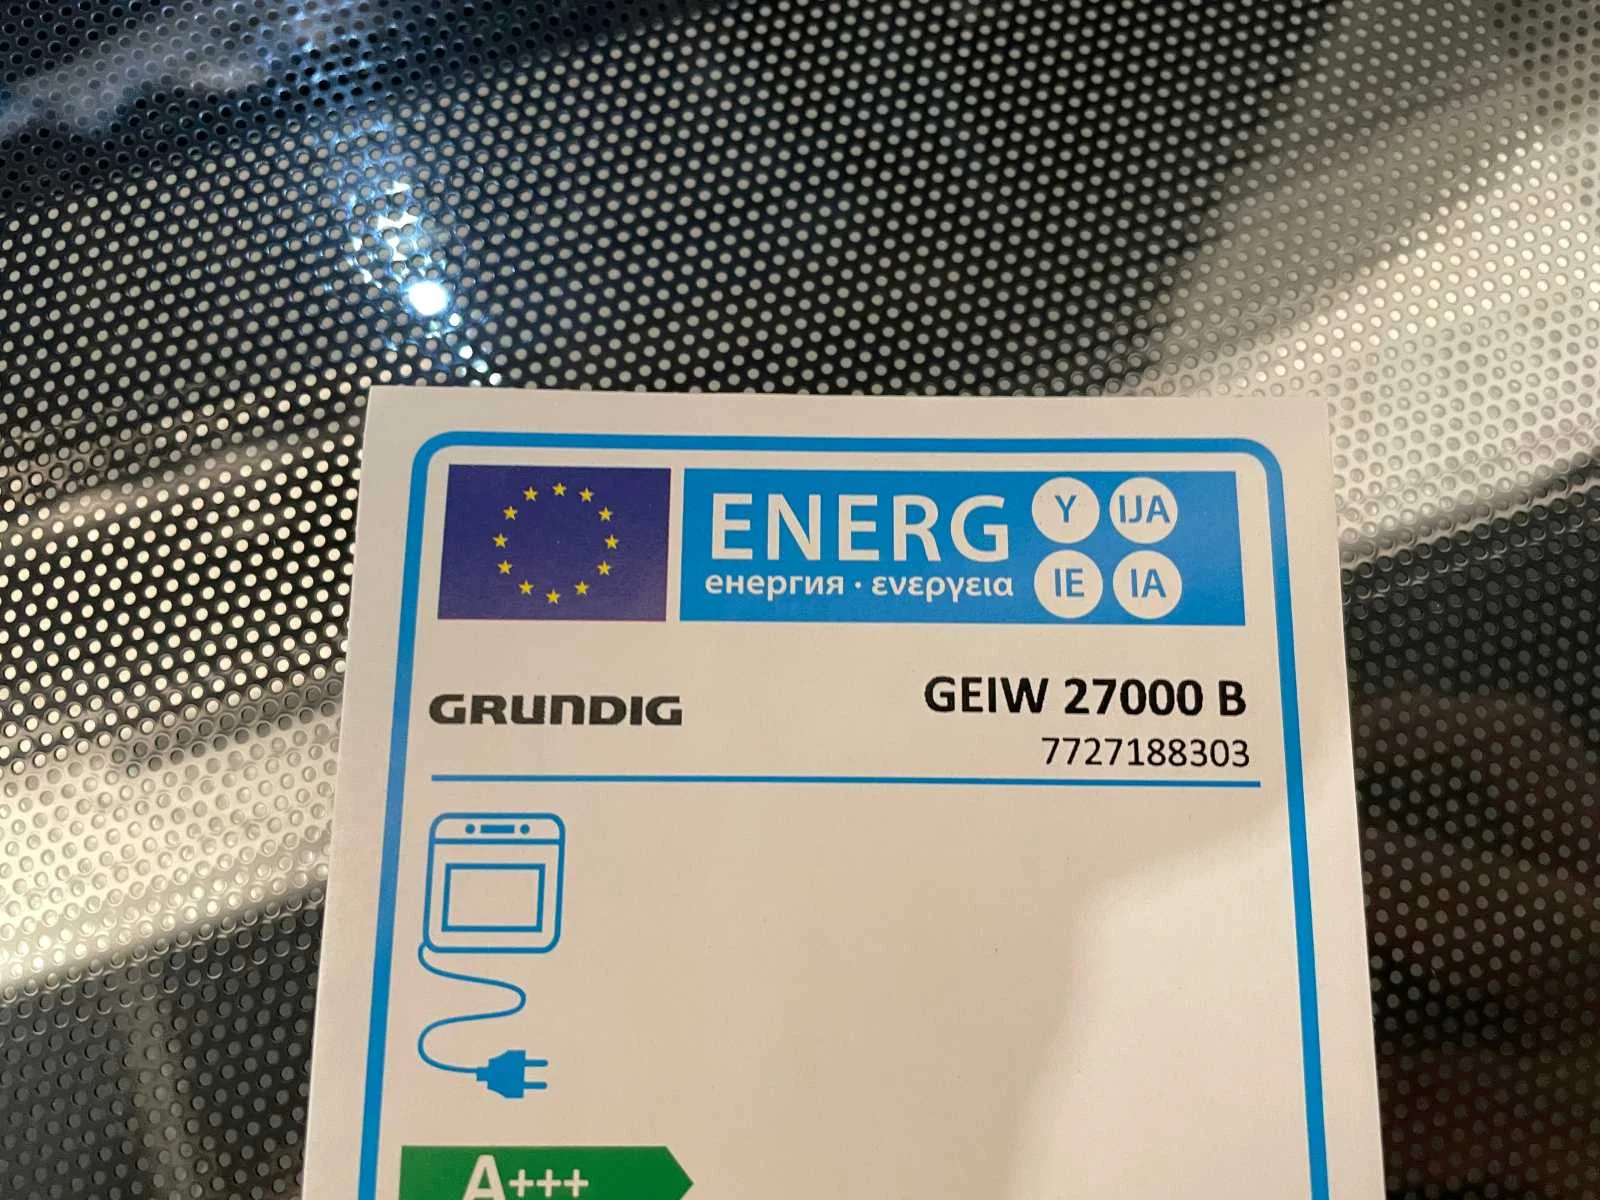 ENERG Y IJA
енергия · ενεργεια IE IA
GRUNDIG
GEIW 27000 B
7727188303
A+++